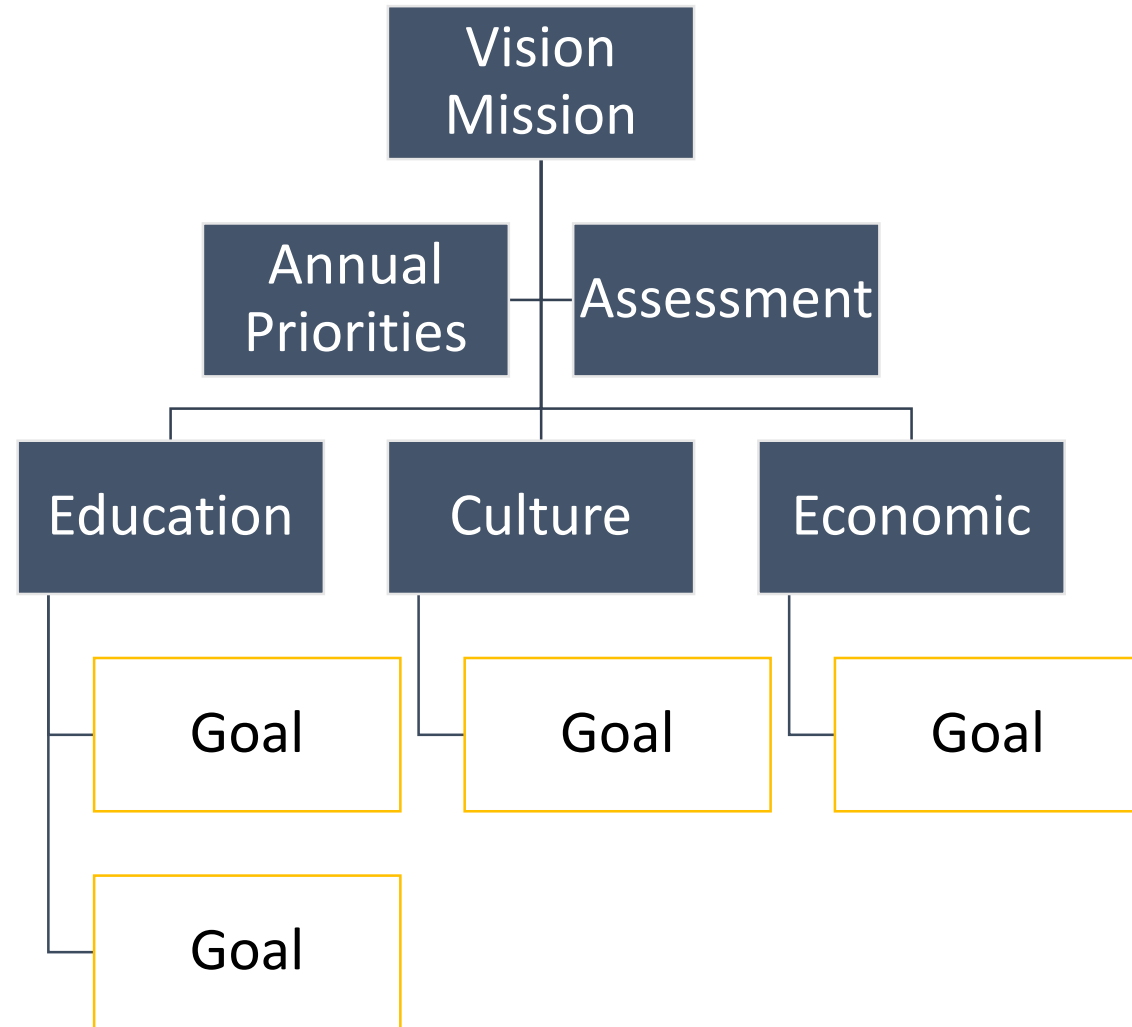 Vision
Mission
Annual
Priorities
Assessment
Education
Culture
Economic
Goal
Goal
Goal
Goal